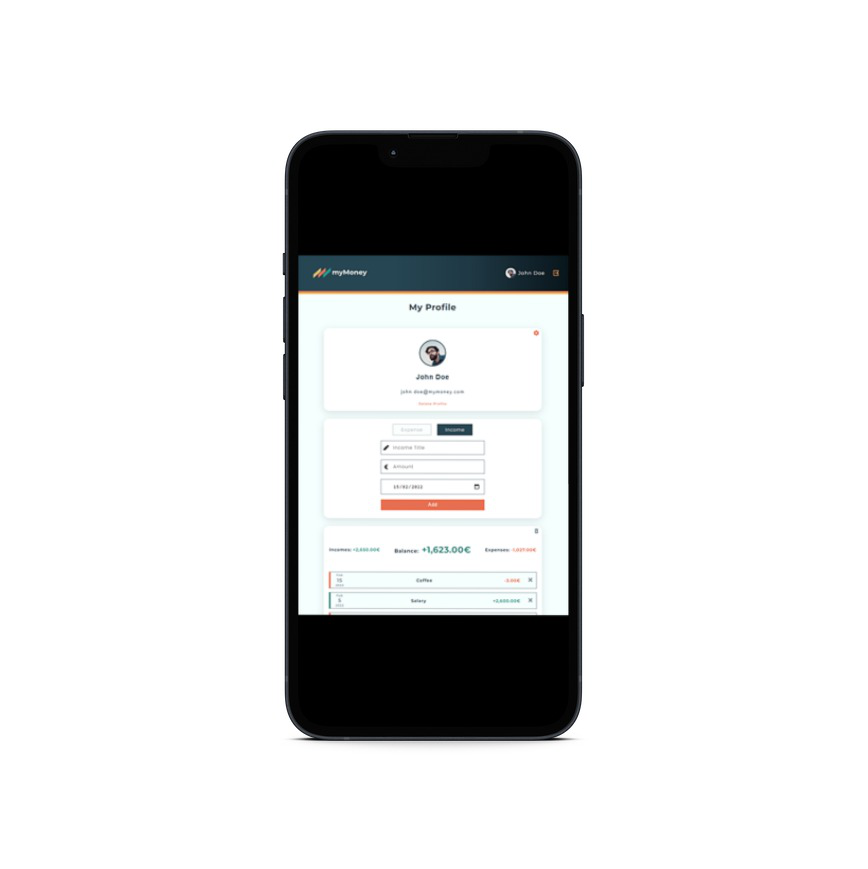 myMoney
John Doe
My Profile
John Doe
john.doe@mymoney.com
Delete Profile
Expense
Income
Income Title
€ Amount
15/02/2022
Add
Incomes: +2,650.00€
Balance: +1,623.00€
Expenses: -1,027.00€
Feb
15
2022
Coffee
-3.00€
Feb
5
2022
Salary
+2,600.00€